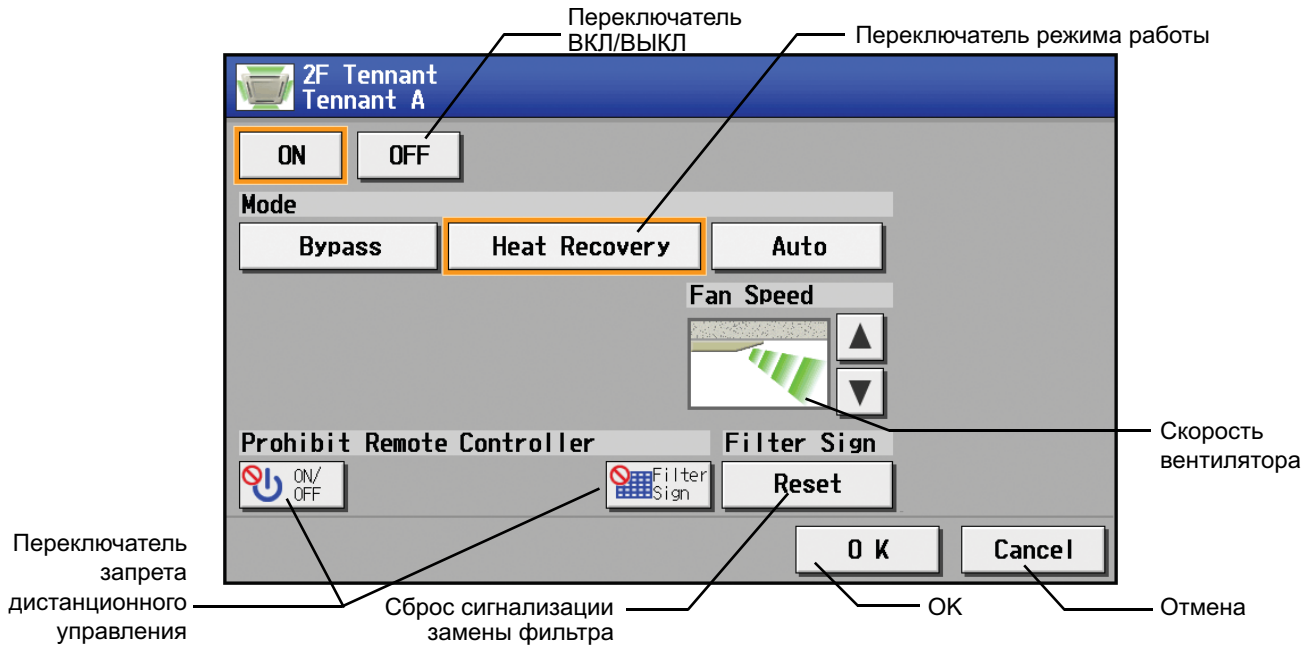 Переключатель
ВКЛ/ВЫКЛ
Переключатель режима работы
2F Tennant
Tennant A
ON
OFF
Mode
Bypass
Heat Recovery
Auto
Fan Speed
Скорость
вентилятора
Prohibit Remote Controller
Filter Sign
ON/
OFF
Filter
Sign
Reset
OK
Cancel
Переключатель
запрета
дистанционного
управления
Сброс сигнализации
замены фильтра
OK
Отмена